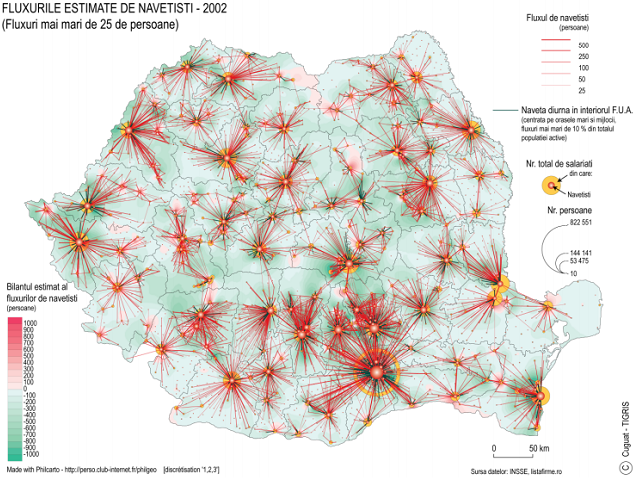 FLUXURILE ESTIMATE DE NAVETISTI - 2002
(Fluxuri mai mari de 25 de persoane)
Fluxul de navetisti
(persoane)
500
250
100
50
25
Naveta diurna in interiorul F.U.A.
(centrata pe orasele mari si mijlocii,
fluxuri mai mari de 10 % din totalul
populatiei active)
Nr. total de salariati
din care:
Navetisti
Nr. persoane
822 551
144 141
53 475
10
Bilantul estimat al
fluxurilor de navetisti
(persoane)
1000
900
800
700
600
500
400
300
200
100
0
-100
-200
-300
-400
-500
-600
-700
-800
-900
-1000
0 50 km
© Cuguat - TIGRIS
Made with Philcarto - http://perso.club-internet.fr/philgeo [discrétisation '1,2,3']
Sursa datelor: INSSE, listafirme.ro